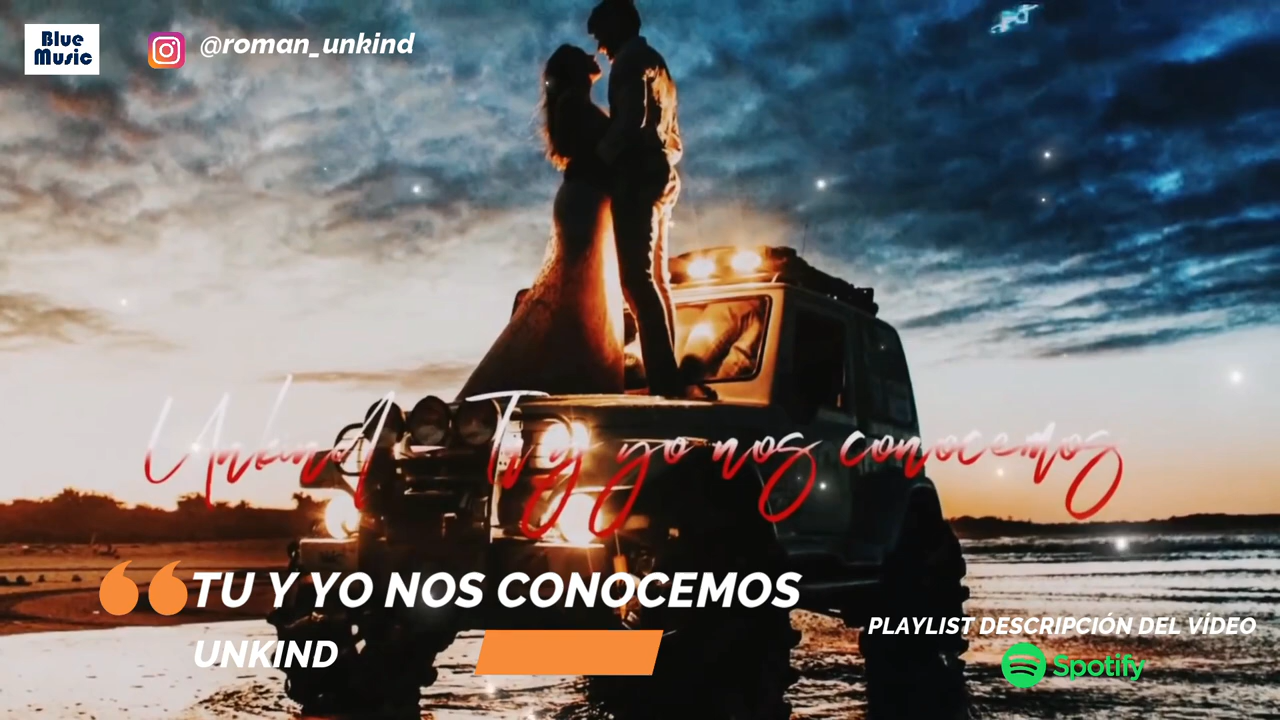 Blue
Music
@roman_unkind
Unkind - Tu y yo nos conocemos
TU Y YO NOS CONOCEMOS
UNKIND
PLAYLIST DESCRIPCIÓN DEL VÍDEO
Spotify